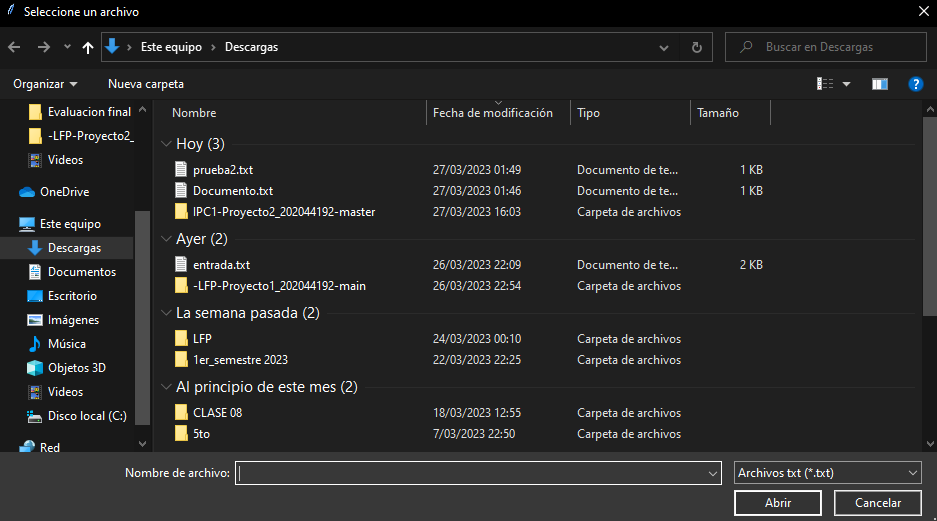 Seleccione un archivo
Este equipo
Descargas
Buscar en Descargas
Organizar
Nueva carpeta
?
Evaluacion final
-LFP-Proyecto2_
Videos
OneDrive
Este equipo
Descargas
Documentos
Escritorio
Imágenes
Música
Objetos 3D
Videos
Disco local (C:)
Red
Nombre Fecha de modificación Tipo Tamaño
Hoy (3)
prueba2.txt 27/03/2023 01:49 Documento de te... 1 KB
Documento.txt 27/03/2023 01:46 Documento de te... 1 KB
IPC1-Proyecto2_202044192-master 27/03/2023 16:03 Carpeta de archivos
Ayer (2)
entrada.txt 26/03/2023 22:09 Documento de te... 2 KB
-LFP-Proyecto1_202044192-main 26/03/2023 22:54 Carpeta de archivos
La semana pasada (2)
LFP 24/03/2023 00:10 Carpeta de archivos
1er_semestre 2023 22/03/2023 22:25 Carpeta de archivos
Al principio de este mes (2)
CLASE 08 18/03/2023 12:55 Carpeta de archivos
5to 7/03/2023 22:50 Carpeta de archivos
Nombre de archivo:
Archivos txt (*.txt)
Abrir
Cancelar